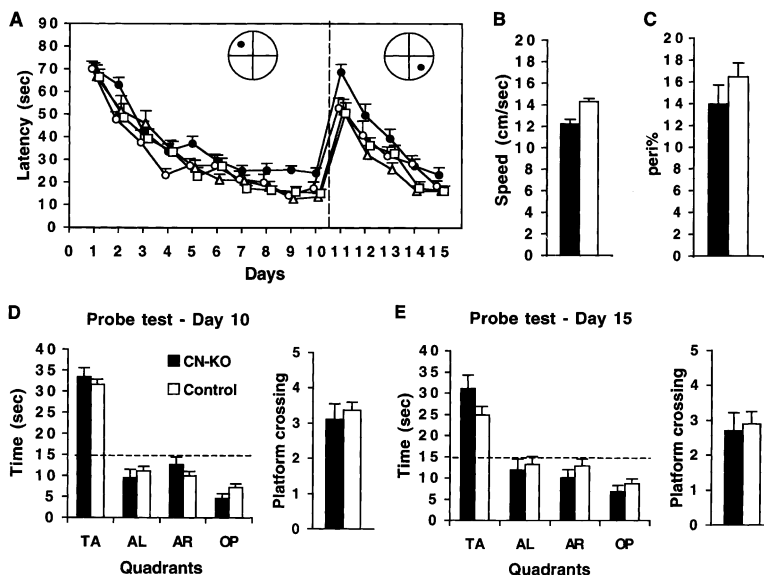 A
Latency (sec)
90
80
70
60
50
40
30
20
10
0
0 1 2 3 4 5 6 7 8 9 10 11 12 13 14 15
Days
B
Speed (cm/sec)
20
18
16
14
12
10
8
6
4
2
0
C
peri%
20
18
16
14
12
10
8
6
4
2
0
D
Probe test - Day 10
Time (sec)
40
35
30
25
20
15
10
5
0
CN-KO
Control
TA AL AR OP
Quadrants
Platform crossing
5
4
3
2
1
0
E
Probe test - Day 15
Time (sec)
40
35
30
25
20
15
10
5
0
TA AL AR OP
Quadrants
Platform crossing
5
4
3
2
1
0